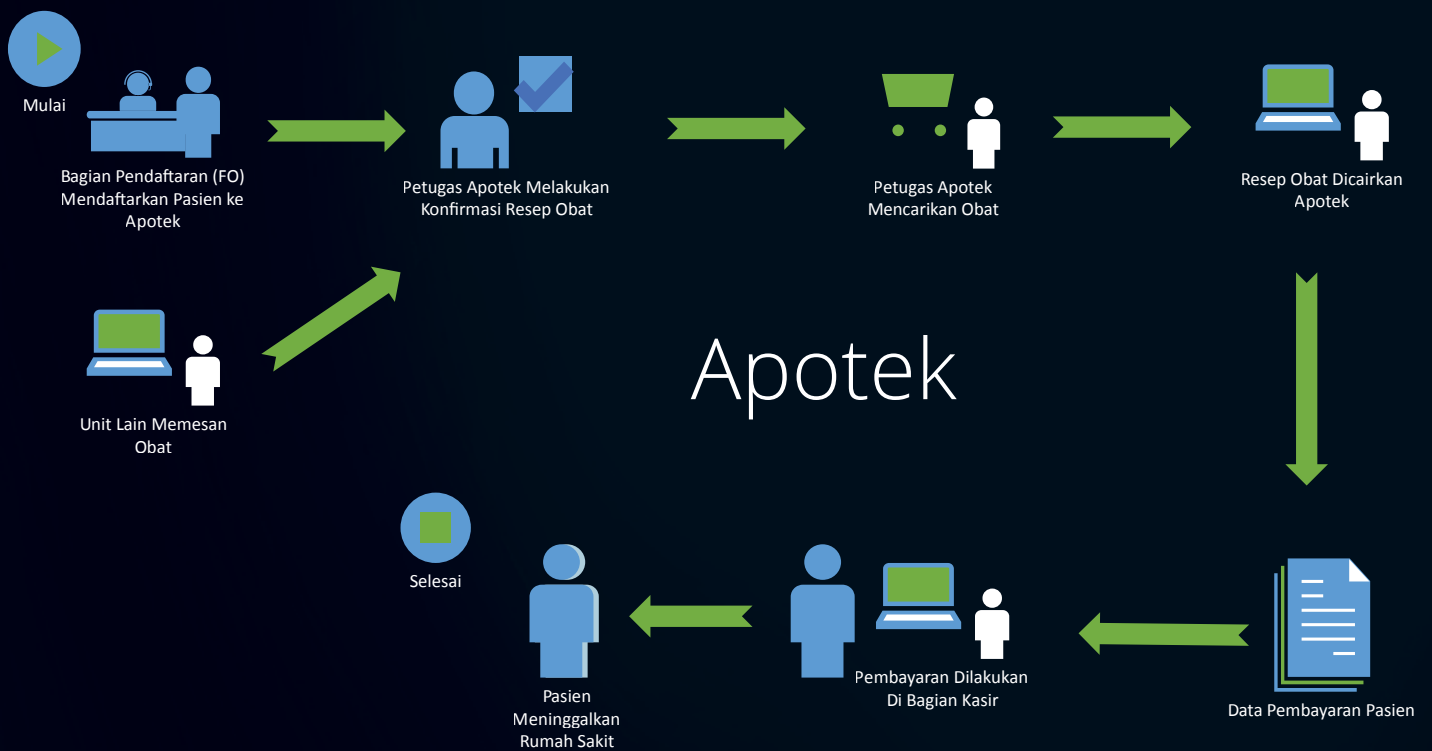 Mulai
Bagian Pendaftaran (FO)
Mendaftarkan Pasien ke
Apotek
Petugas Apotek Melakukan
Konfirmasi Resep Obat
Petugas Apotek
Mencarikan Obat
Resep Obat Dicairkan
Apotek
Unit Lain Memesan
Obat
Apotek
Selesai
Pasien
Meninggalkan
Rumah Sakit
Pembayaran Dilakukan
Di Bagian Kasir
Data Pembayaran Pasien